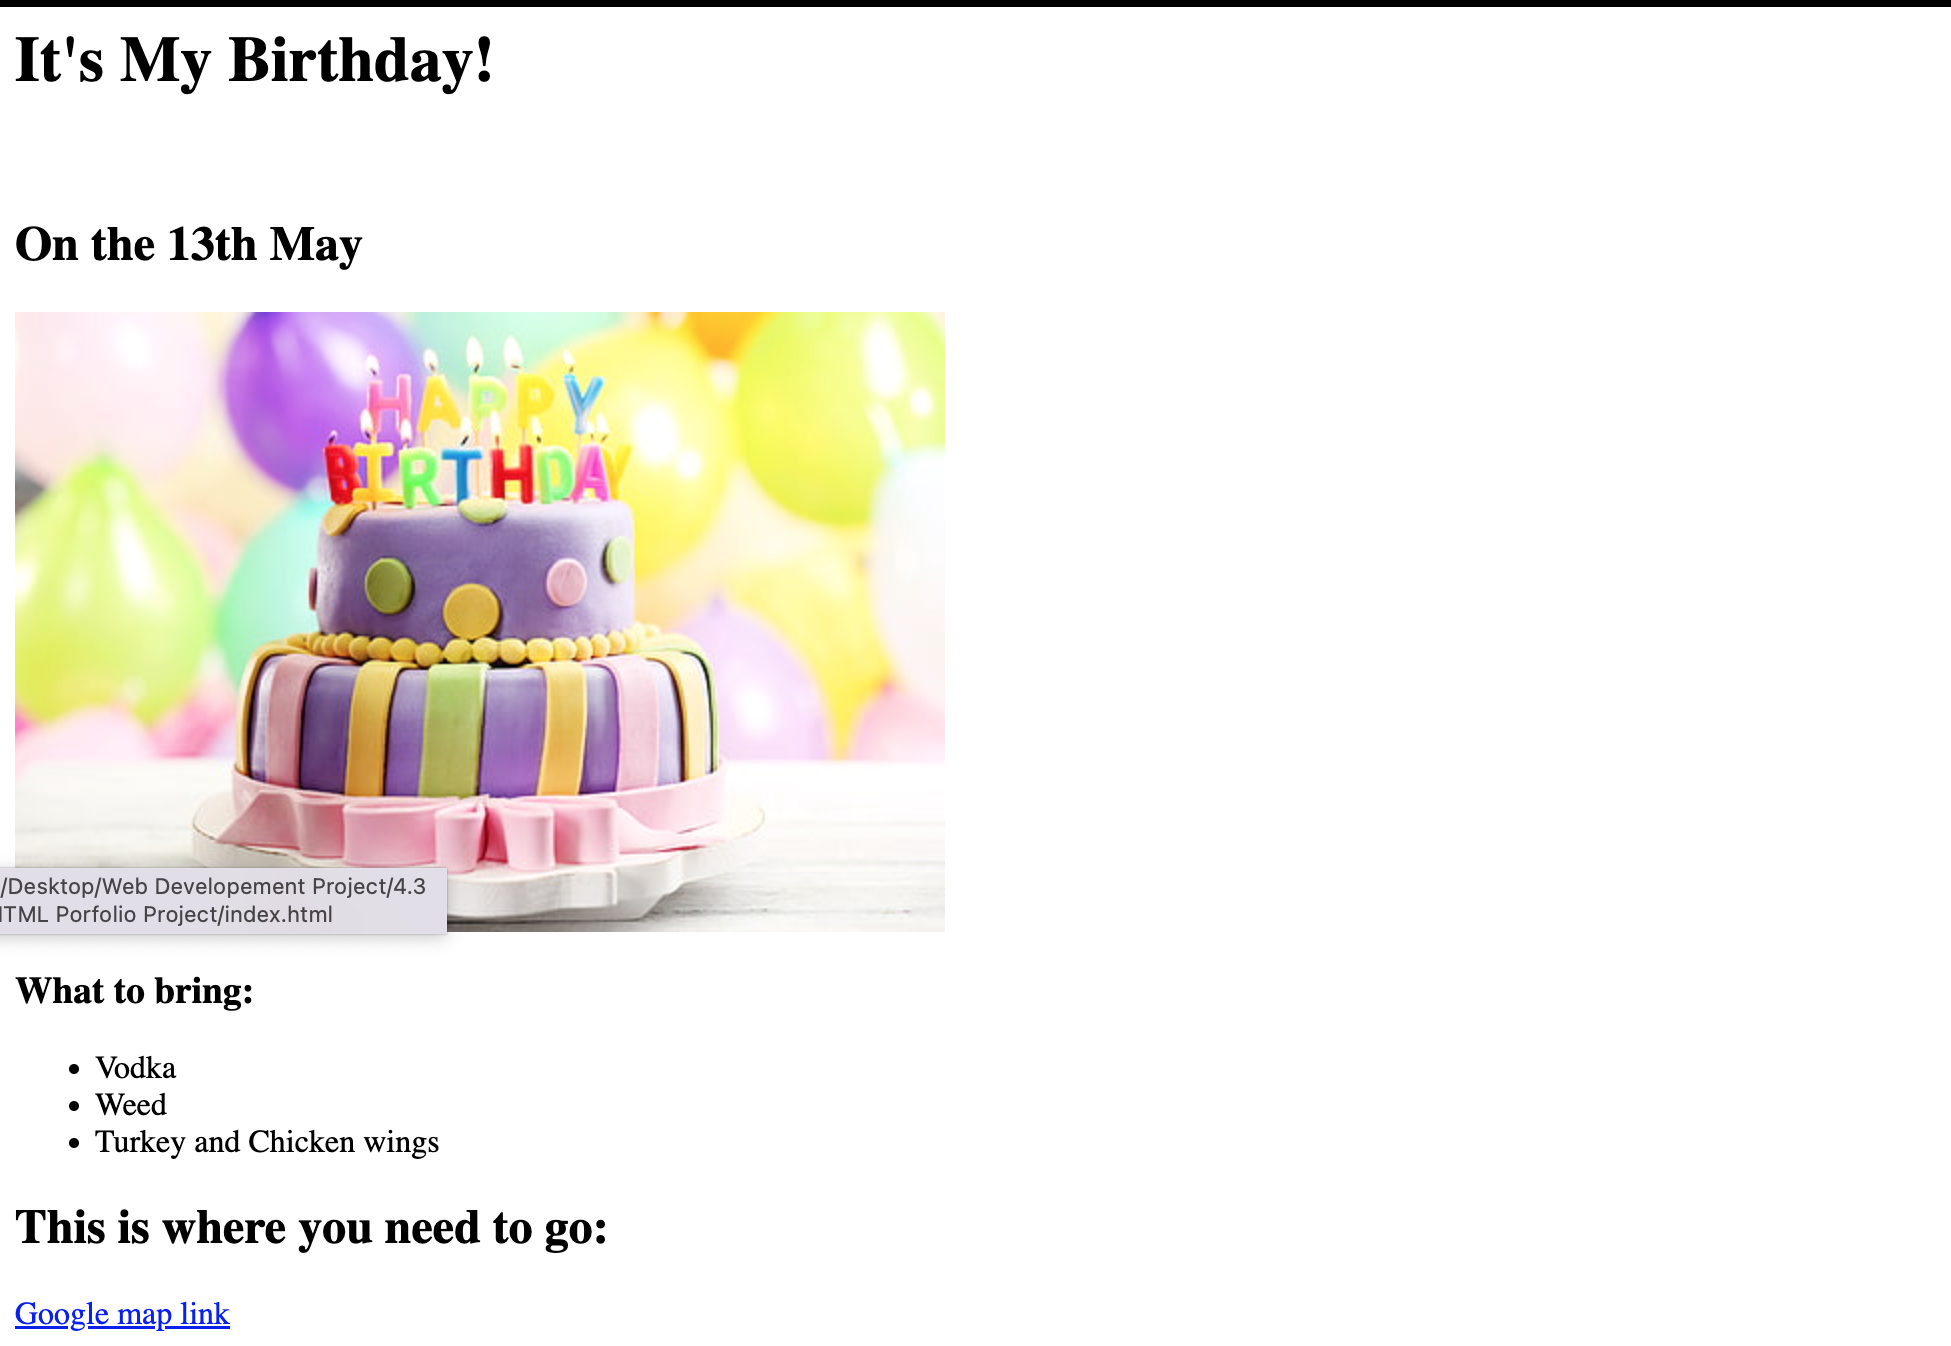 It's My Birthday!
On the 13th May
HAPPY
BIRTHDAY
/Desktop/Web Developement Project/4.3
HTML Porfolio Project/index.html
What to bring:
Vodka
Weed
Turkey and Chicken wings
This is where you need to go:
Google map link